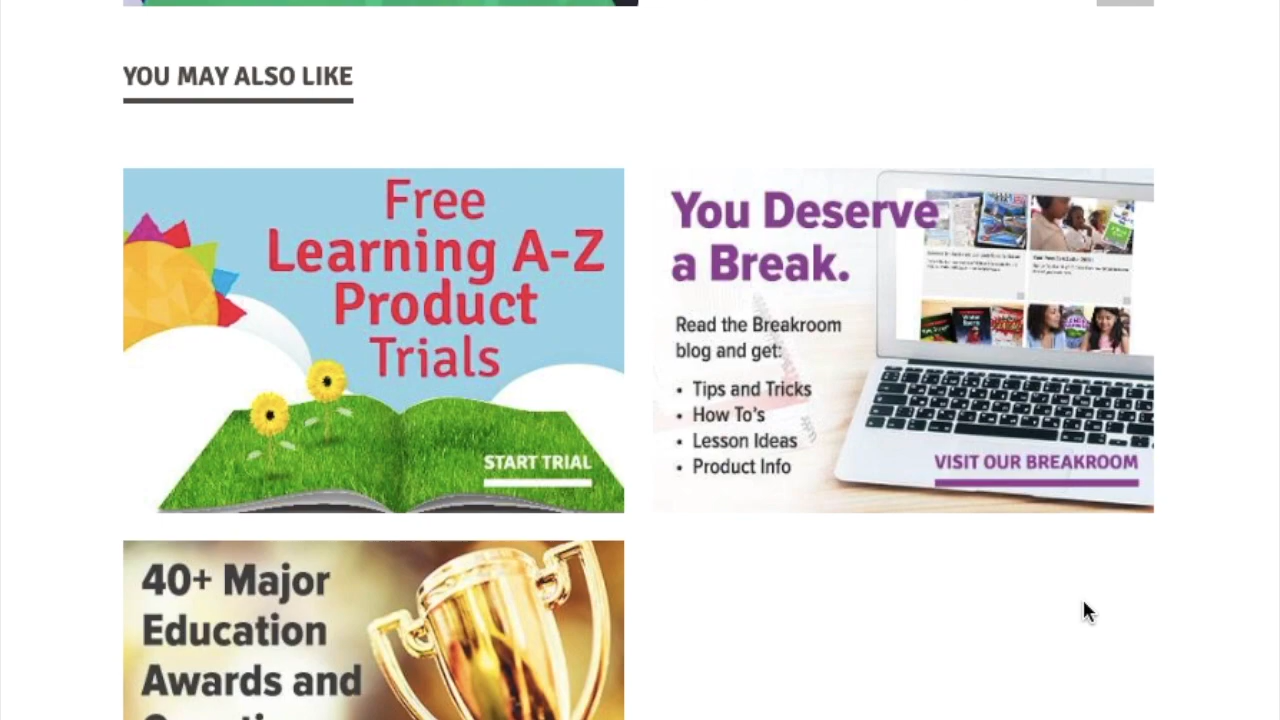 YOU MAY ALSO LIKE
Free
Learning A-Z
Product
Trials
START TRIAL
You Deserve
a Break.
Read the Breakroom
blog and get:
• Tips and Tricks
• How To's
• Lesson Ideas
• Product Info
VISIT OUR BREAKROOM
40+ Major
Education
Awards and